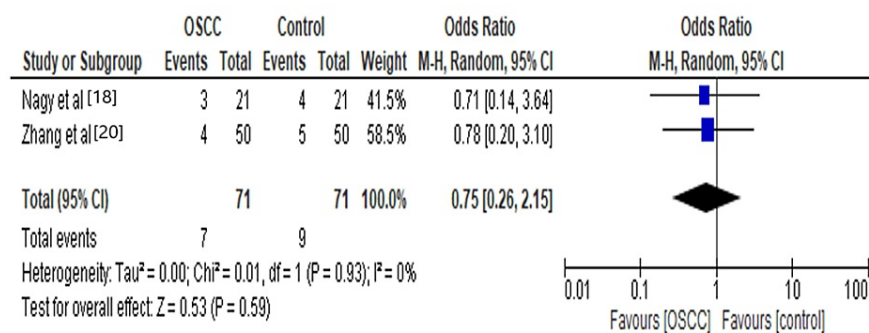 OSCC Control Odds Ratio Odds Ratio
Study or Subgroup Events Total Events Total Weight M-H, Random, 95% CI M-H, Random, 95% CI
Nagy et al [18] 3 21 4 21 41.5% 0.71 [0.14, 3.64]
Zhang et al [20] 4 50 5 50 58.5% 0.78 [0.20, 3.10]
Total (95% CI) 71 71 100.0% 0.75 [0.26, 2.15]
Total events 7 9
Heterogeneity: Tau² = 0.00; Chi² = 0.01, df = 1 (P = 0.93); I² = 0%
Test for overall effect: Z = 0.53 (P = 0.59)
0.01 0.1 1 10 100
Favours [OSCC] Favours [control]